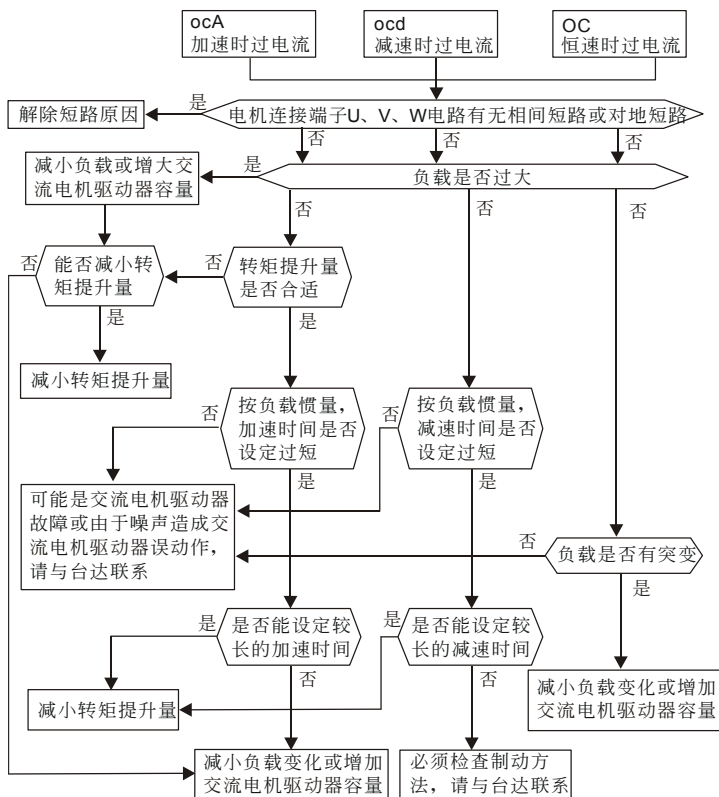 ocA
加速时过电流
ocd
减速时过电流
OC
恒速时过电流
解除短路原因
是
电机连接端子U、V、W电路有无相间短路或对地短路
否
否
否
减小负载或增大交
流电机驱动器容量
是
负载是否过大
否
否
否
否
能否减小转
矩提升量
否
转矩提升量
是否合适
是
是
减小转矩提升量
否
按负载惯量，
加速时间是否
设定过短
否
按负载惯量，
减速时间是否
设定过短
是
是
可能是交流电机驱动器
故障或由于噪声造成交
流电机驱动器误动作，
请与台达联系
否
负载是否有突变
是
是
是否能设定较
长的加速时间
是
是否能设定较
长的减速时间
否
否
减小转矩提升量
减小负载变化或增加
交流电机驱动器容量
减小负载变化或增加
交流电机驱动器容量
必须检查制动方
法，请与台达联系